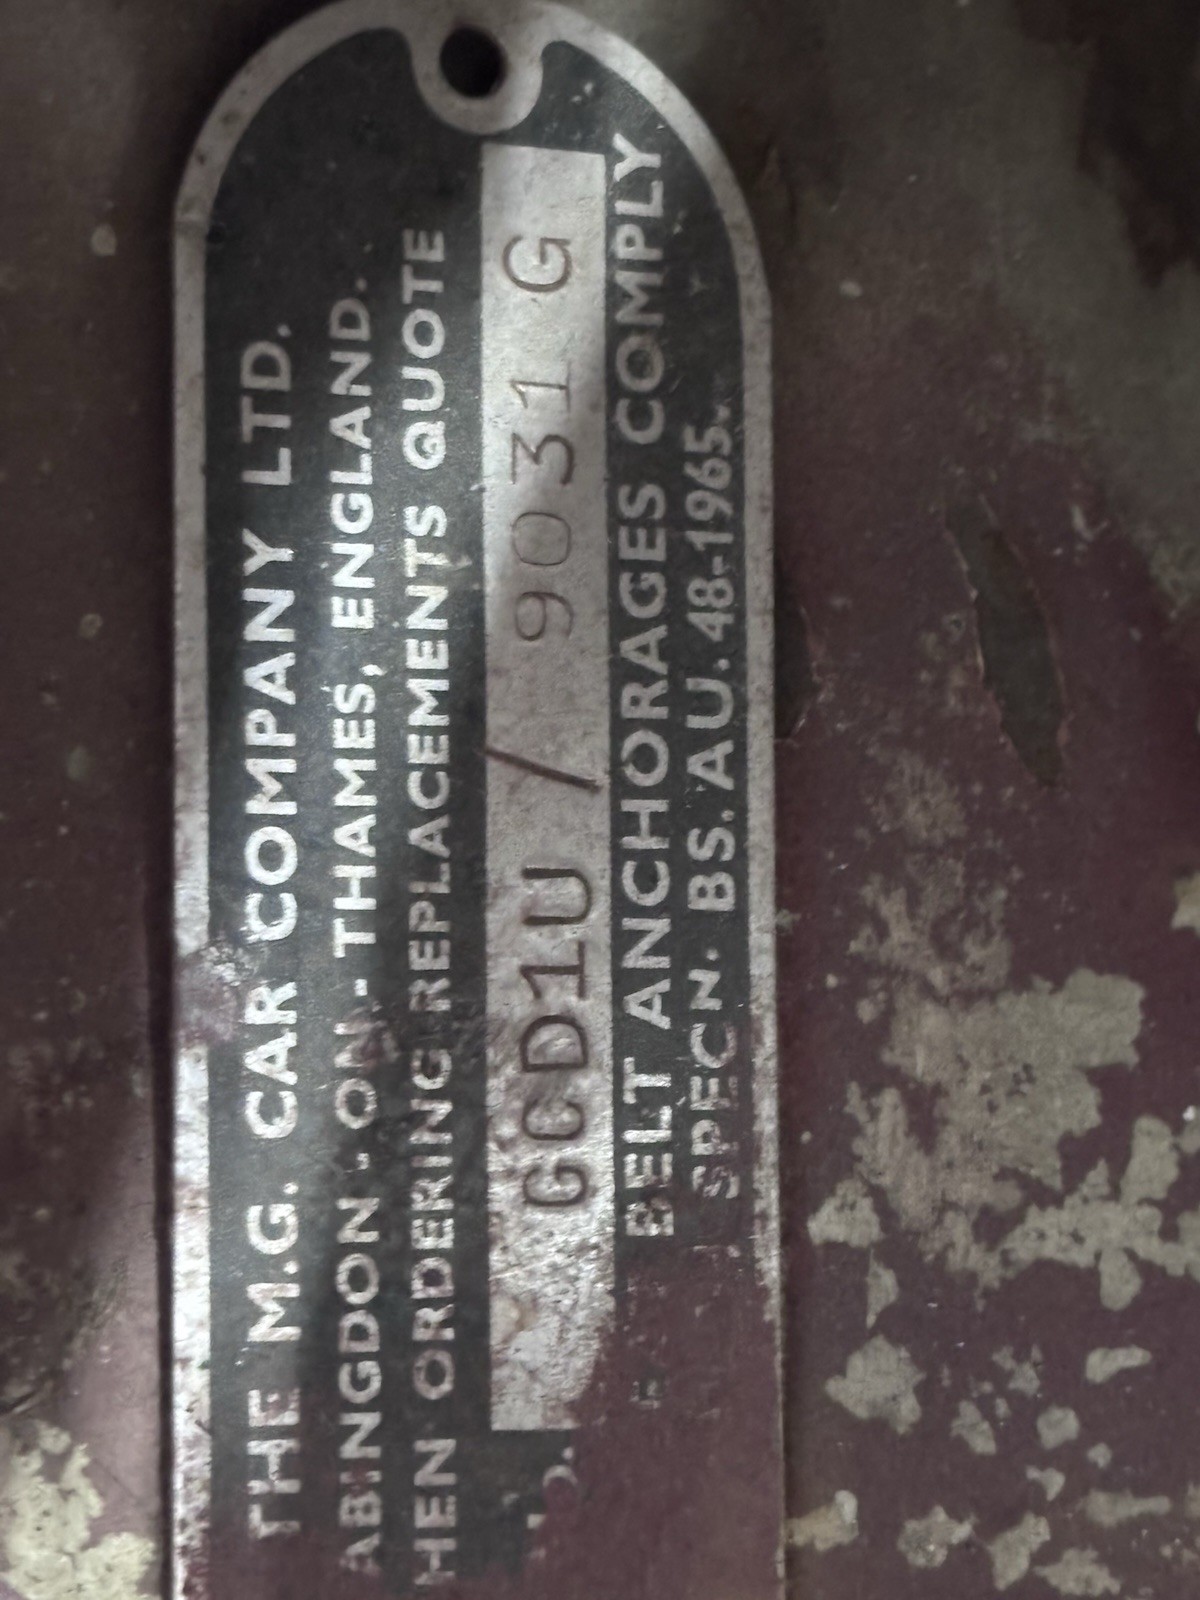 THE M.G. CAR COMPANY LTD.
ABINGDON-ON-THAMES, ENGLAND.
HEN ORDERING REPLACEMENTS QUOTE
GCD1U / 9031 G
BELT ANCHORAGES COMPLY
SPECN. BS. AU. 48-1965.